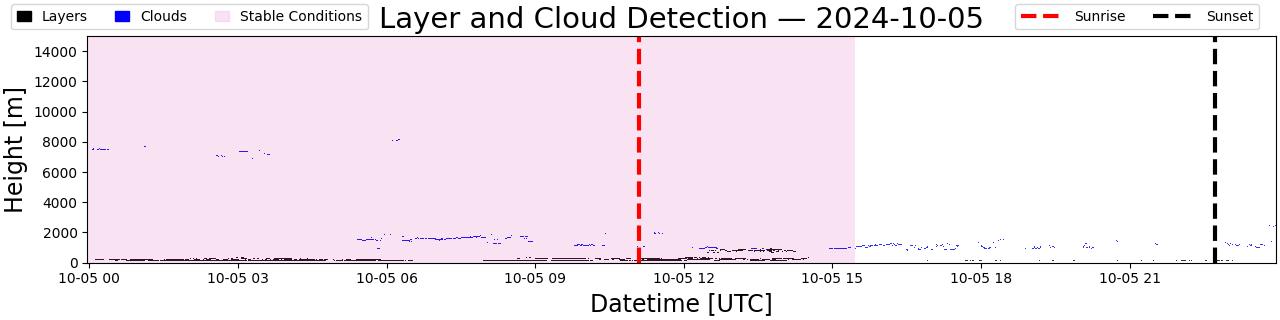 Layers Clouds Stable Conditions
Layer and Cloud Detection — 2024-10-05
Sunrise Sunset
Height [m]
14000
12000
10000
8000
6000
4000
2000
0
10-05 00 10-05 03 10-05 06 10-05 09 10-05 12 10-05 15 10-05 18 10-05 21
Datetime [UTC]